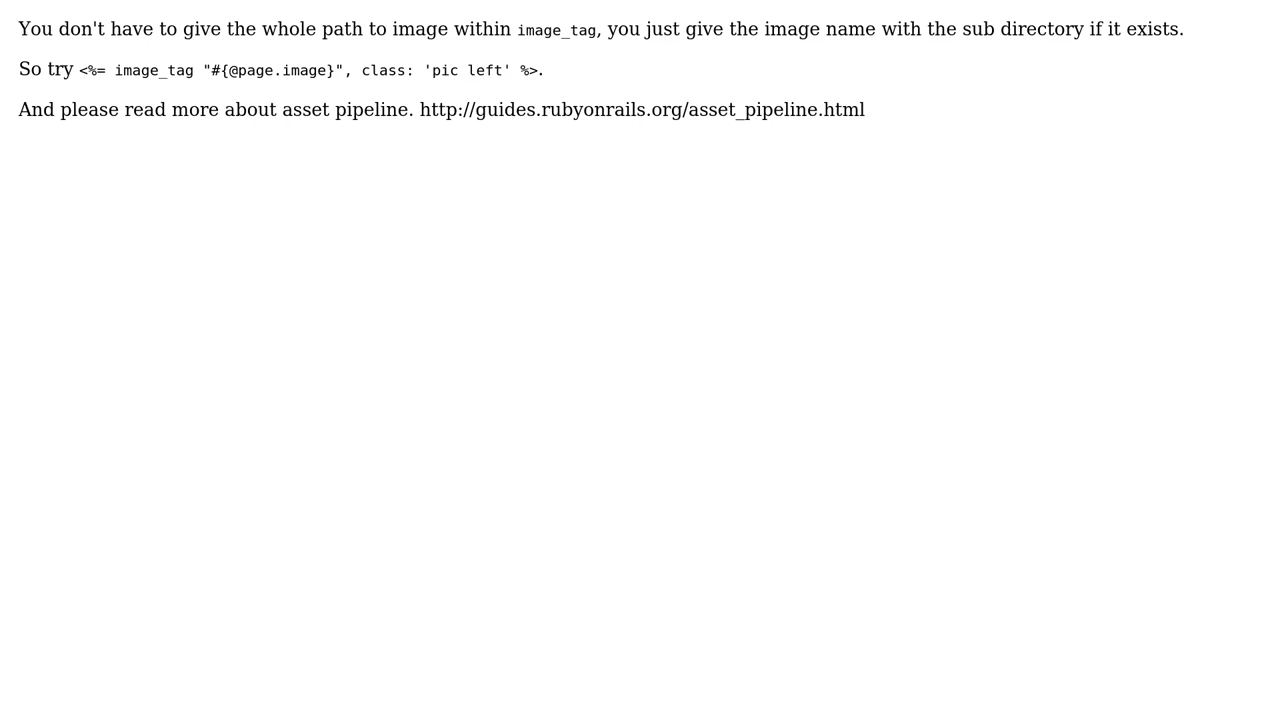 You don't have to give the whole path to image within image_tag, you just give the image name with the sub directory if it exists.
So try <%= image_tag "#{@page.image}", class: 'pic left' %>.
And please read more about asset pipeline. http://guides.rubyonrails.org/asset_pipeline.html